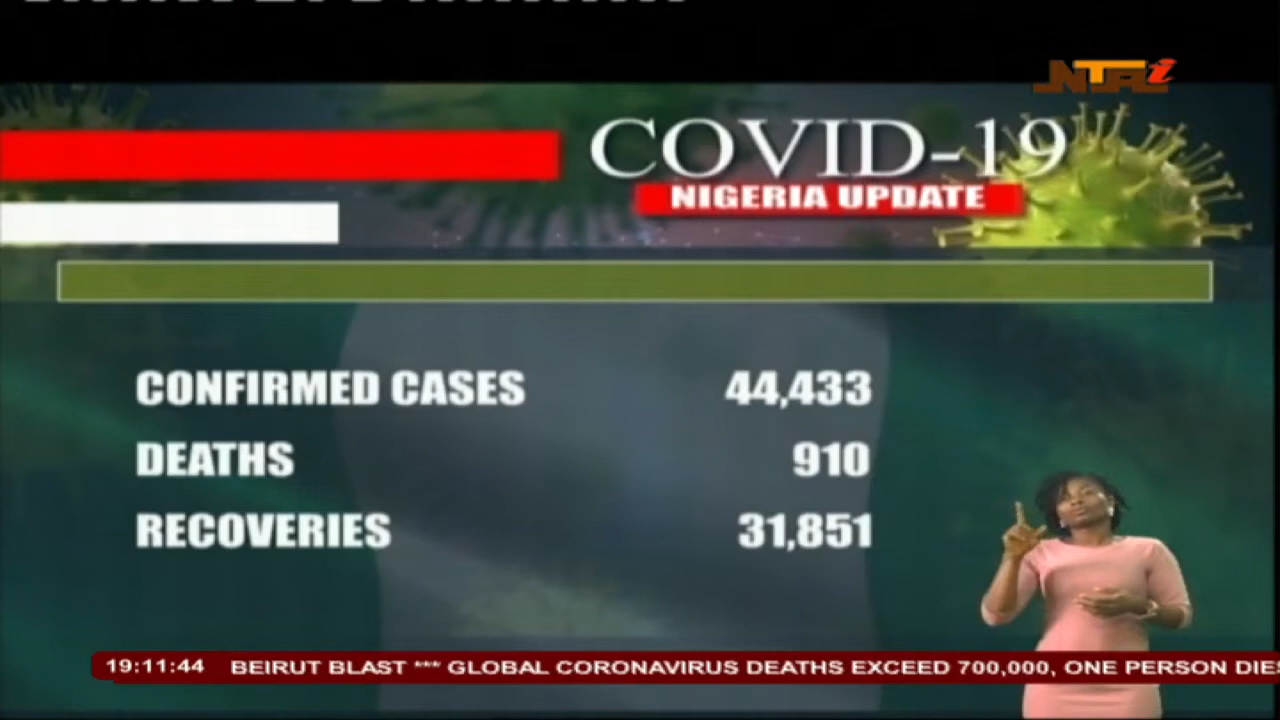 NTAi
COVID-19
NIGERIA UPDATE
CONFIRMED CASES 44,433
DEATHS 910
RECOVERIES 31,851
19:11:44 BEIRUT BLAST *** GLOBAL CORONAVIRUS DEATHS EXCEED 700,000, ONE PERSON DIES